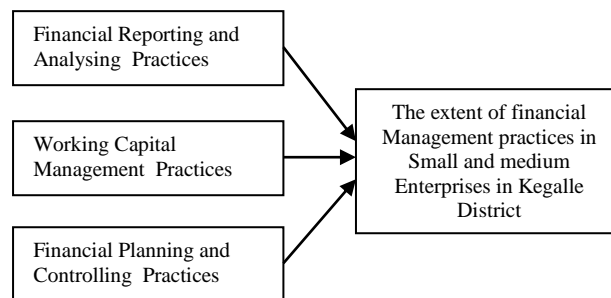 Financial Reporting and
Analysing Practices
Working Capital
Management Practices
Financial Planning and
Controlling Practices
The extent of financial
Management practices in
Small and medium
Enterprises in Kegalle
District